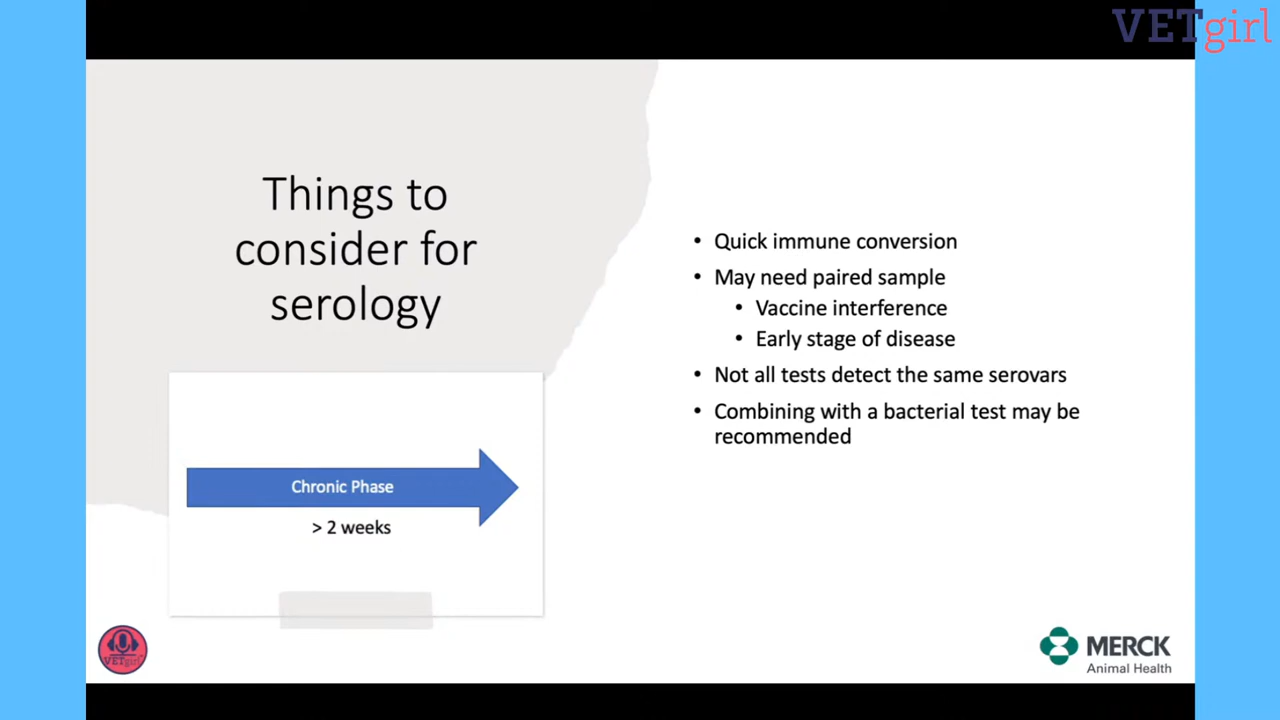 VETgirl
Things to
consider for
serology
• Quick immune conversion
• May need paired sample
• Vaccine interference
• Early stage of disease
• Not all tests detect the same serovars
• Combining with a bacterial test may be
recommended
Chronic Phase
> 2 weeks
VETgirl
MERCK
Animal Health